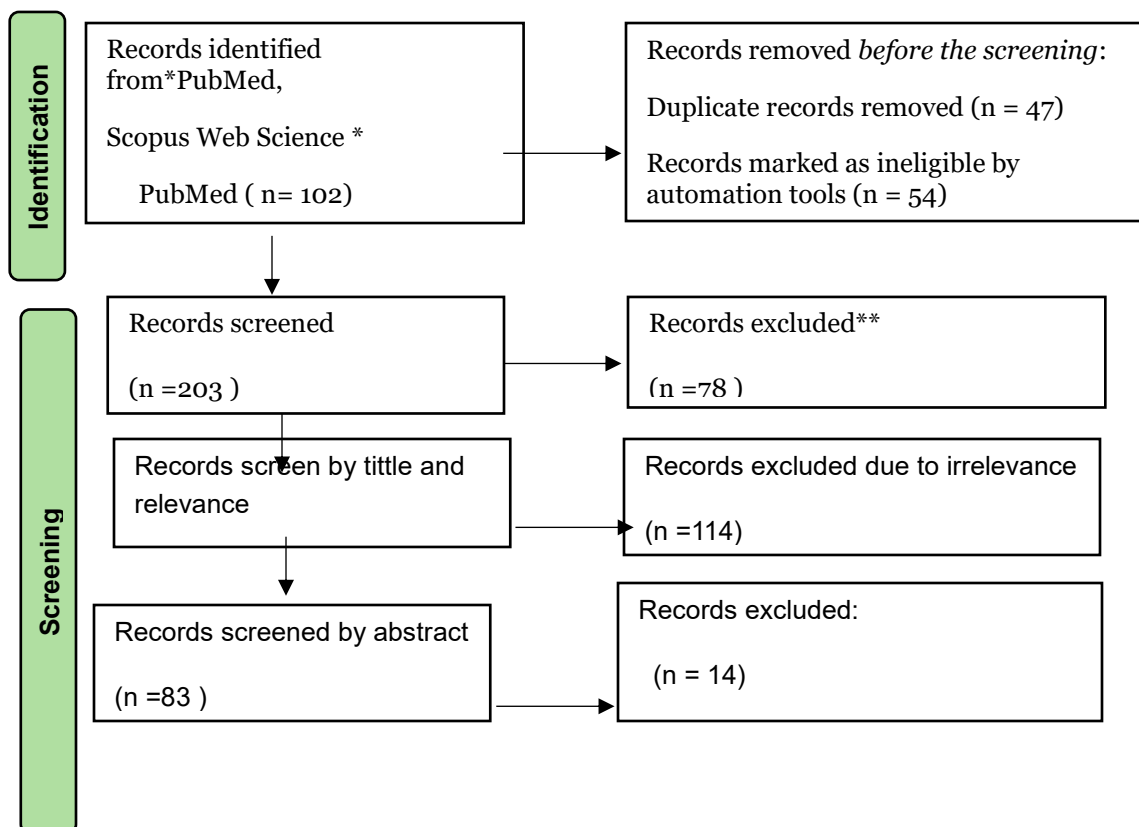 Identification
Records identified
from*PubMed,
Scopus Web Science *
PubMed ( n= 102)
Records removed before the screening:
Duplicate records removed (n = 47)
Records marked as ineligible by
automation tools (n = 54)
Screening
Records screened
(n =203 )
Records excluded**
(n =78 )
Records screen by tittle and
relevance
Records excluded due to irrelevance
(n =114)
Records screened by abstract
(n =83 )
Records excluded:
(n = 14)